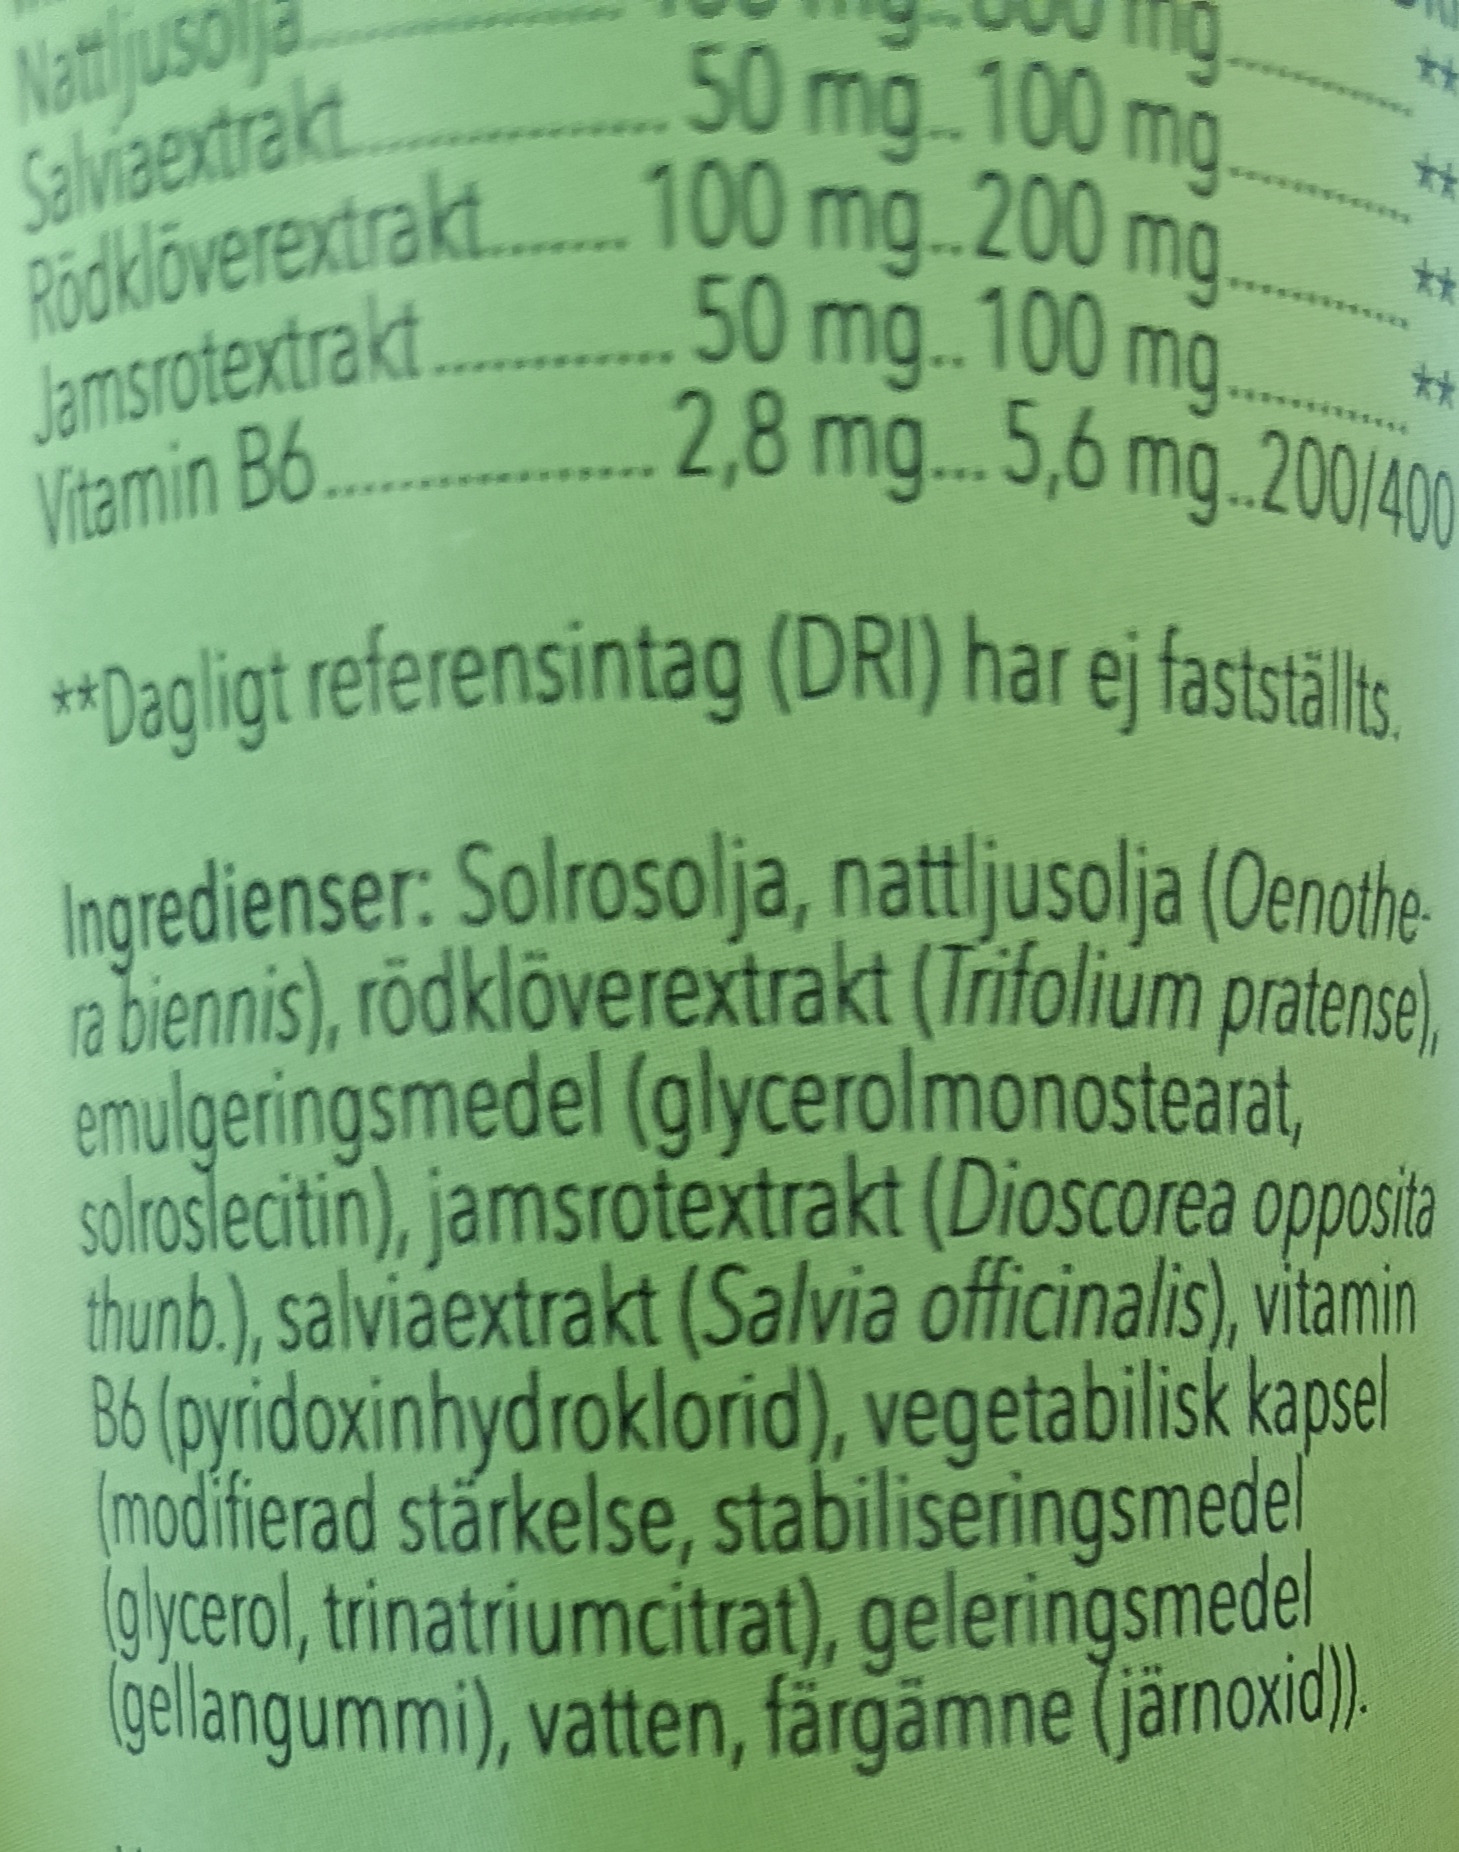 Nattljusolja
Salviaextrakt 50 mg 100 mg **
Rödklöverextrakt 100 mg 200 mg **
Jamsrotextrakt 50 mg 100 mg **
Vitamin B6 2,8 mg 5,6 mg 200/400
**Dagligt referensintag (DRI) har ej fastställts.
Ingredienser: Solrosolja, nattljusolja (Oenothe-
ra biennis), rödklöverextrakt (Trifolium pratense),
emulgeringsmedel (glycerolmonostearat,
solroslecitin), jamsrotextrakt (Dioscorea opposita
thunb.), salviaextrakt (Salvia officinalis), vitamin
B6 (pyridoxinhydroklorid), vegetabilisk kapsel
(modifierad stärkelse, stabiliseringsmedel
(glycerol, trinatriumcitrat), geleringsmedel
(gellangummi), vatten, färgämne (järnoxid)).